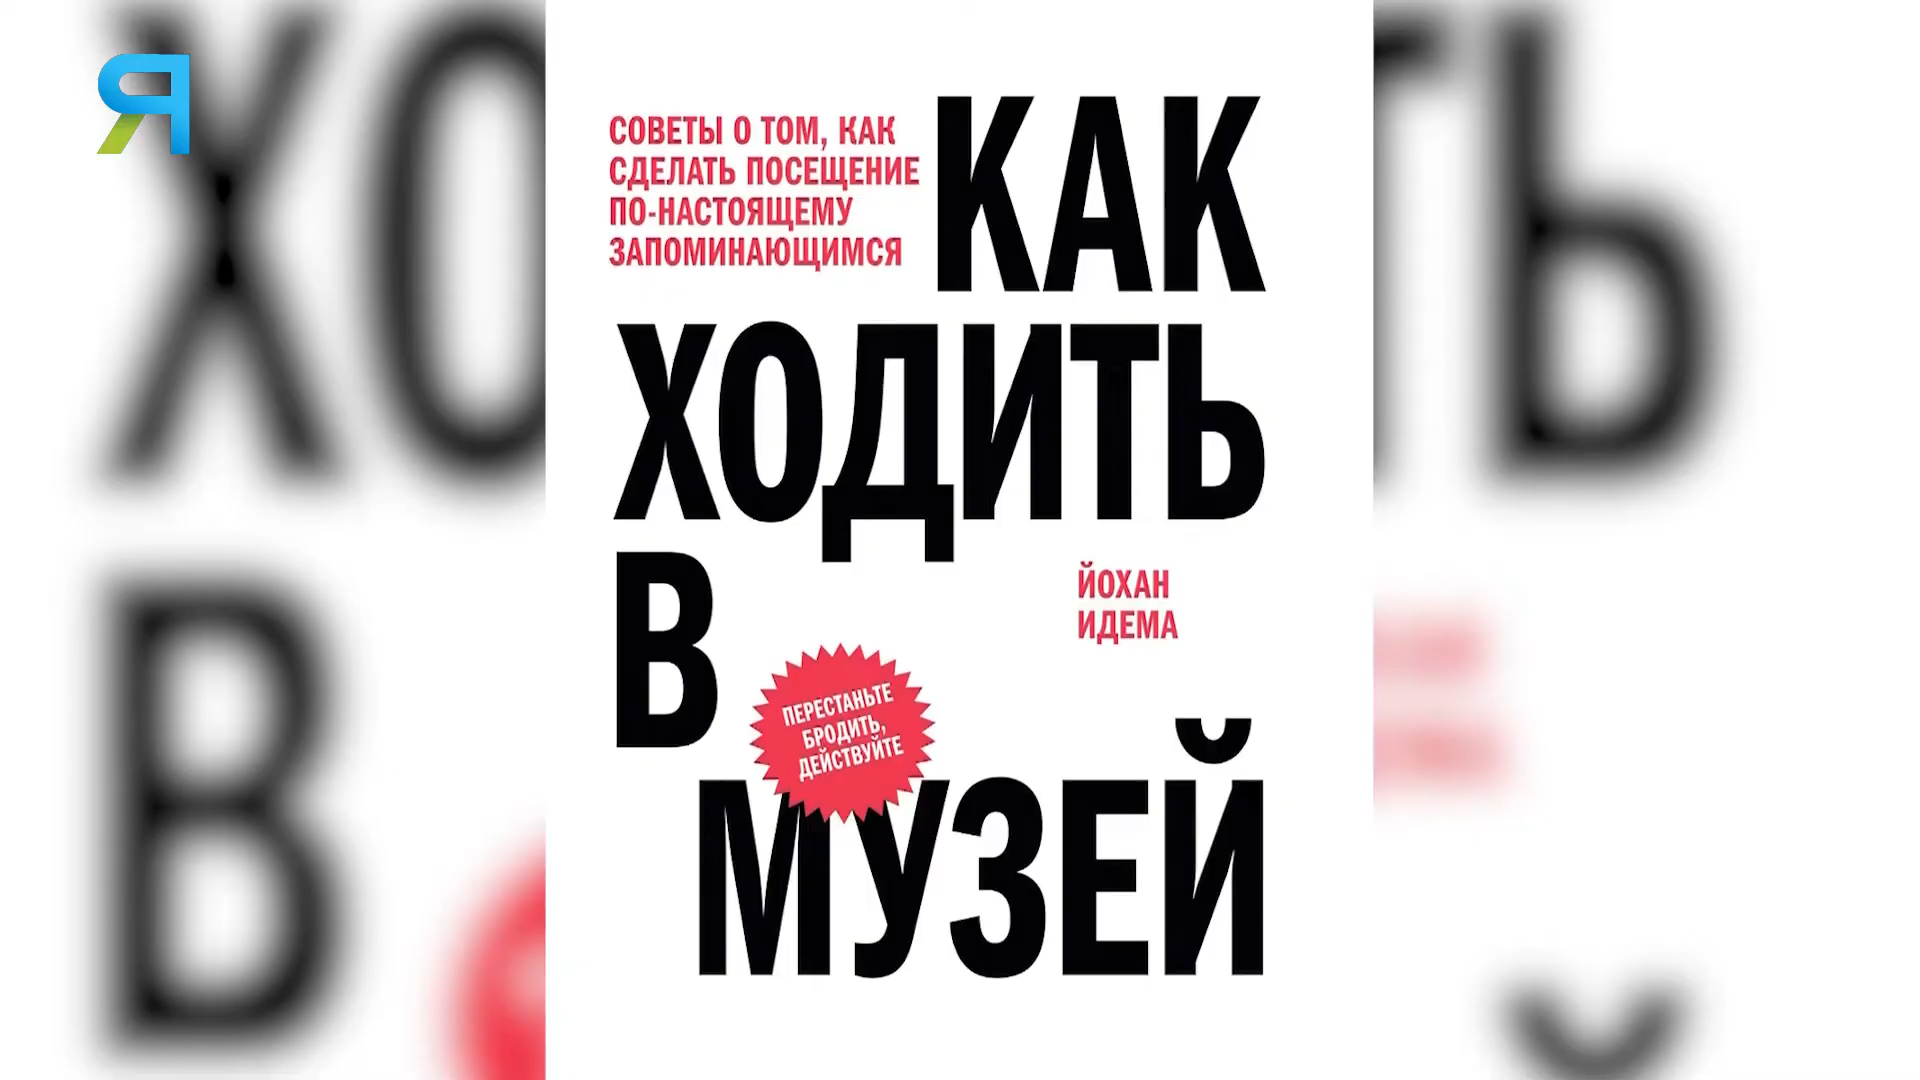 Я
СОВЕТЫ О ТОМ, КАК
СДЕЛАТЬ ПОСЕЩЕНИЕ
ПО-НАСТОЯЩЕМУ
ЗАПОМИНАЮЩИМСЯ
КАК
ХОДИТЬ
В
ЙОХАН
ИДЕМА
ПЕРЕСТАНЬТЕ
БРОДИТЬ,
ДЕЙСТВУЙТЕ
МУЗЕЙ